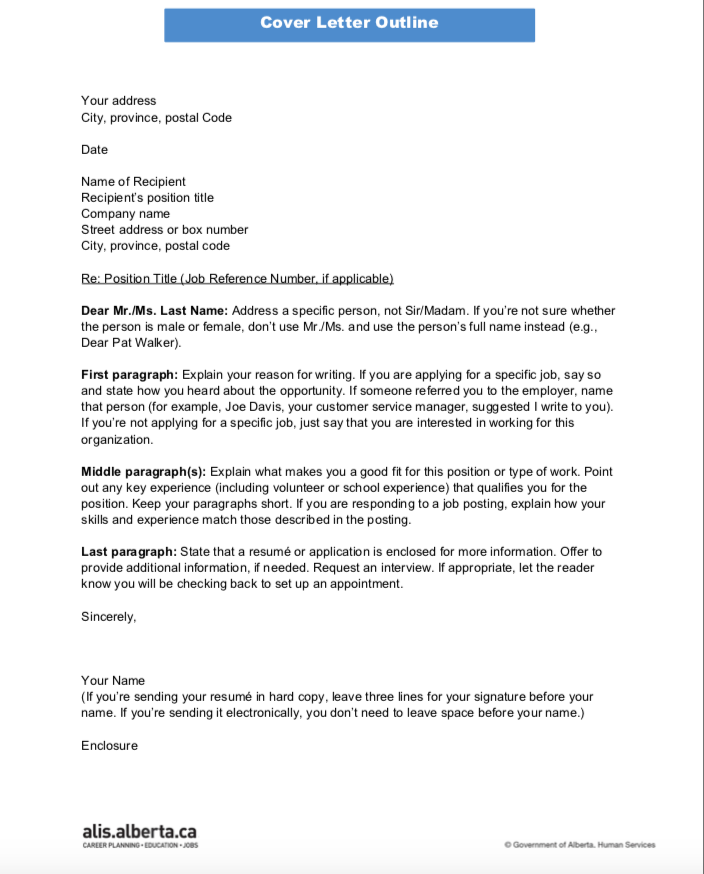 Cover Letter Outline
Your address
City, province, postal Code
Date
Name of Recipient
Recipient's position title
Company name
Street address or box number
City, province, postal code
Re: Position Title (Job Reference Number, if applicable)
Dear Mr./Ms. Last Name: Address a specific person, not Sir/Madam. If you're not sure whether
the person is male or female, don't use Mr./Ms. and use the person's full name instead (e.g.,
Dear Pat Walker).
First paragraph: Explain your reason for writing. If you are applying for a specific job, say so
and state how you heard about the opportunity. If someone referred you to the employer, name
that person (for example, Joe Davis, your customer service manager, suggested I write to you).
If you're not applying for a specific job, just say that you are interested in working for this
organization.
Middle paragraph(s): Explain what makes you a good fit for this position or type of work. Point
out any key experience (including volunteer or school experience) that qualifies you for the
position. Keep your paragraphs short. If you are responding to a job posting, explain how your
skills and experience match those described in the posting.
Last paragraph: State that a resumé or application is enclosed for more information. Offer to
provide additional information, if needed. Request an interview. If appropriate, let the reader
know you will be checking back to set up an appointment.
Sincerely,
Your Name
(If you're sending your resumé in hard copy, leave three lines for your signature before your
name. If you're sending it electronically, you don't need to leave space before your name.)
Enclosure
alis.alberta.ca
CAREER PLANNING • EDUCATION • JOBS
© Government of Alberta, Human Services